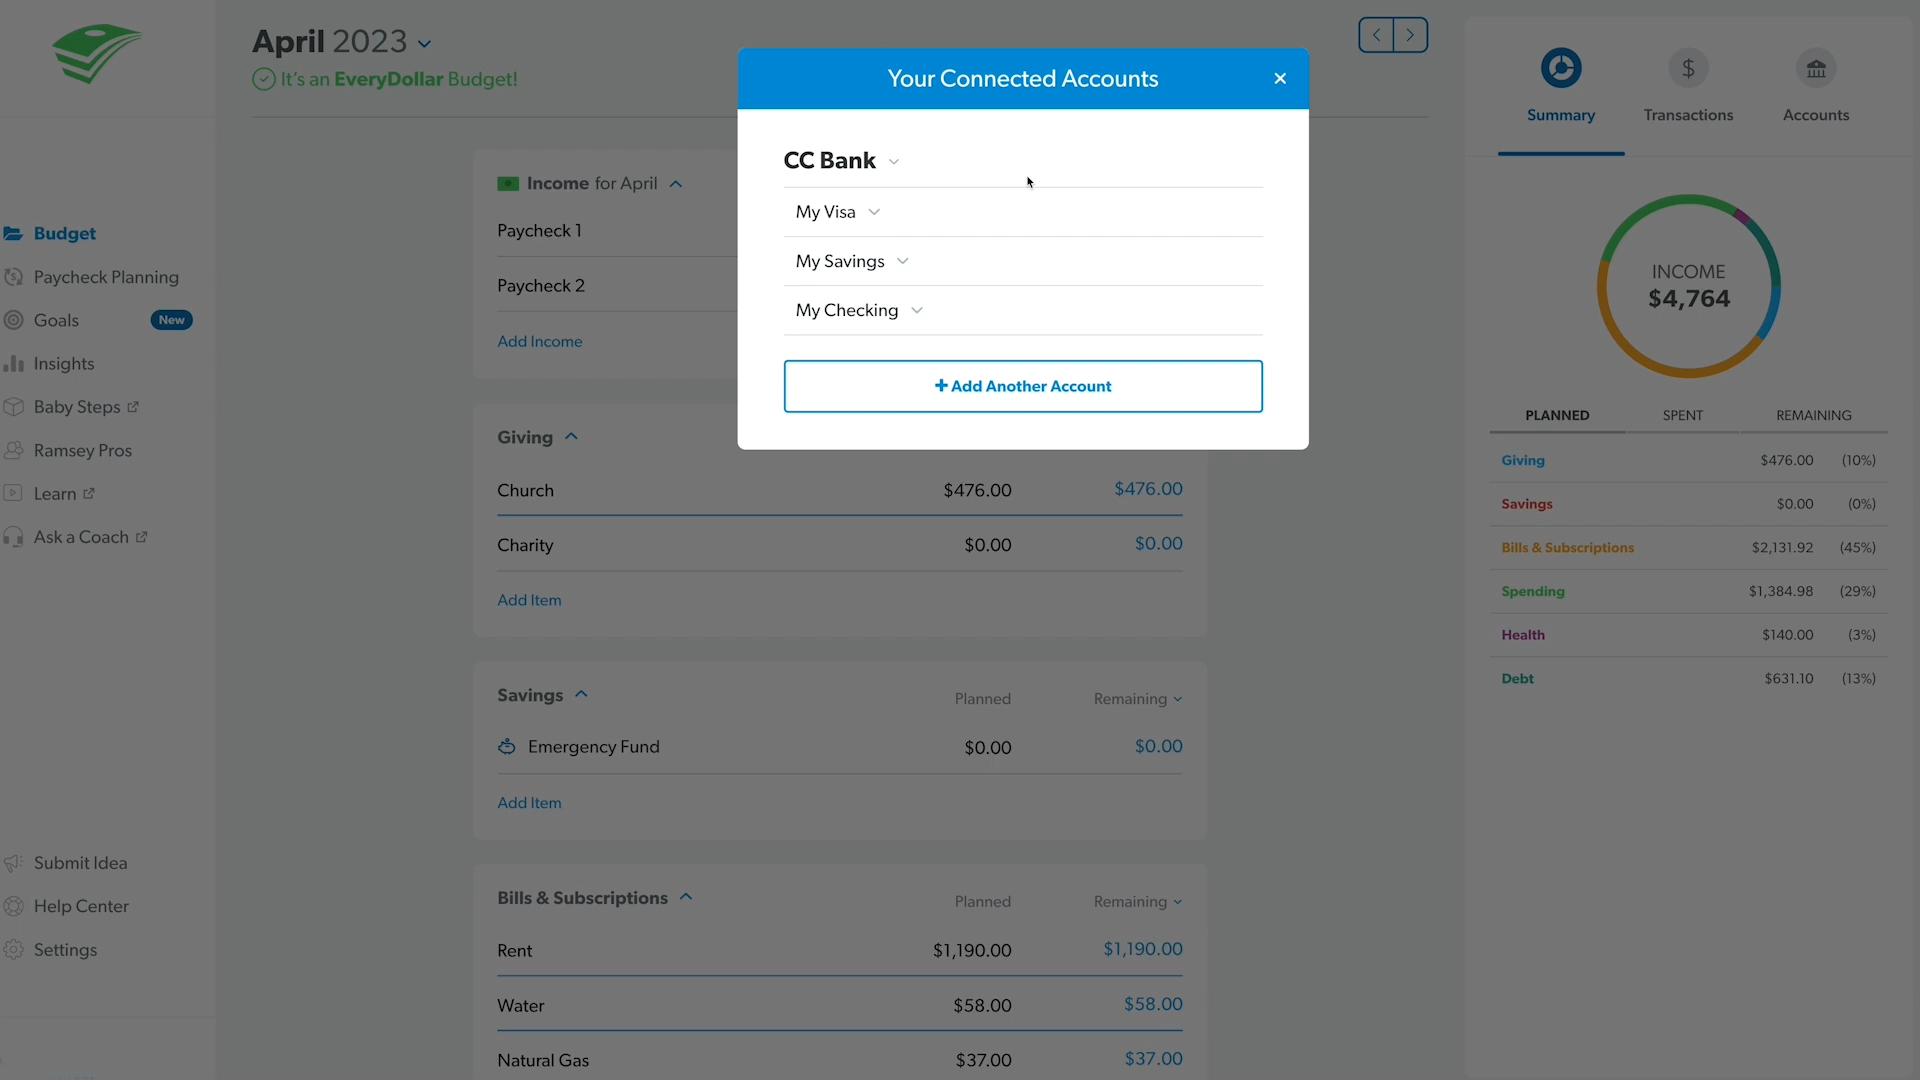 April 2023
It's an EveryDollar Budget!
Budget
Paycheck Planning
Goals New
Insights
Baby Steps
Ramsey Pros
Learn
Ask a Coach
Submit Idea
Help Center
Settings
Income for April
Paycheck 1
Paycheck 2
Add Income
Giving
Church $476.00 $476.00
Charity $0.00 $0.00
Add Item
Savings Planned Remaining
Emergency Fund $0.00 $0.00
Add Item
Bills & Subscriptions Planned Remaining
Rent $1,190.00 $1,190.00
Water $58.00 $58.00
Natural Gas $37.00 $37.00
Your Connected Accounts
CC Bank
My Visa
My Savings
My Checking
+ Add Another Account
Summary Transactions Accounts
INCOME
$4,764
PLANNED SPENT REMAINING
Giving $476.00 (10%)
Savings $0.00 (0%)
Bills & Subscriptions $2,131.92 (45%)
Spending $1,384.98 (29%)
Health $140.00 (3%)
Debt $631.10 (13%)